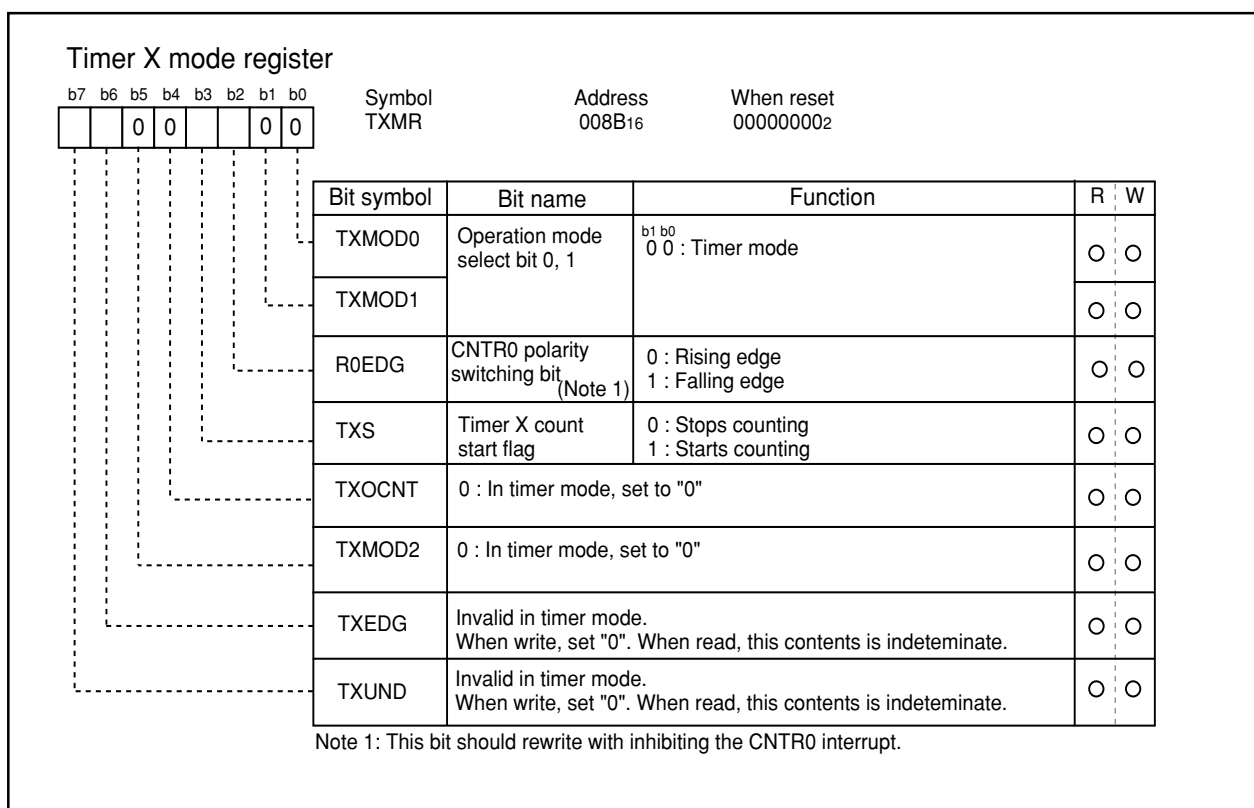 Timer X mode register
b7 b6 b5 b4 b3 b2 b1 b0
Symbol Address When reset
0 0 0 0
TXMR 008B16 000000002
Bit symbol Bit name Function R W
TXMOD0 Operation mode
select bit 0, 1
b1 b0
0 0 : Timer mode
TXMOD1
R0EDG CNTR0 polarity
switching bit
(Note 1)
0 : Rising edge
1 : Falling edge
TXS Timer X count
start flag
0 : Stops counting
1 : Starts counting
TXOCNT 0 : In timer mode, set to "0"
TXMOD2 0 : In timer mode, set to "0"
TXEDG Invalid in timer mode.
When write, set "0". When read, this contents is indeteminate.
TXUND Invalid in timer mode.
When write, set "0". When read, this contents is indeteminate.
Note 1: This bit should rewrite with inhibiting the CNTR0 interrupt.